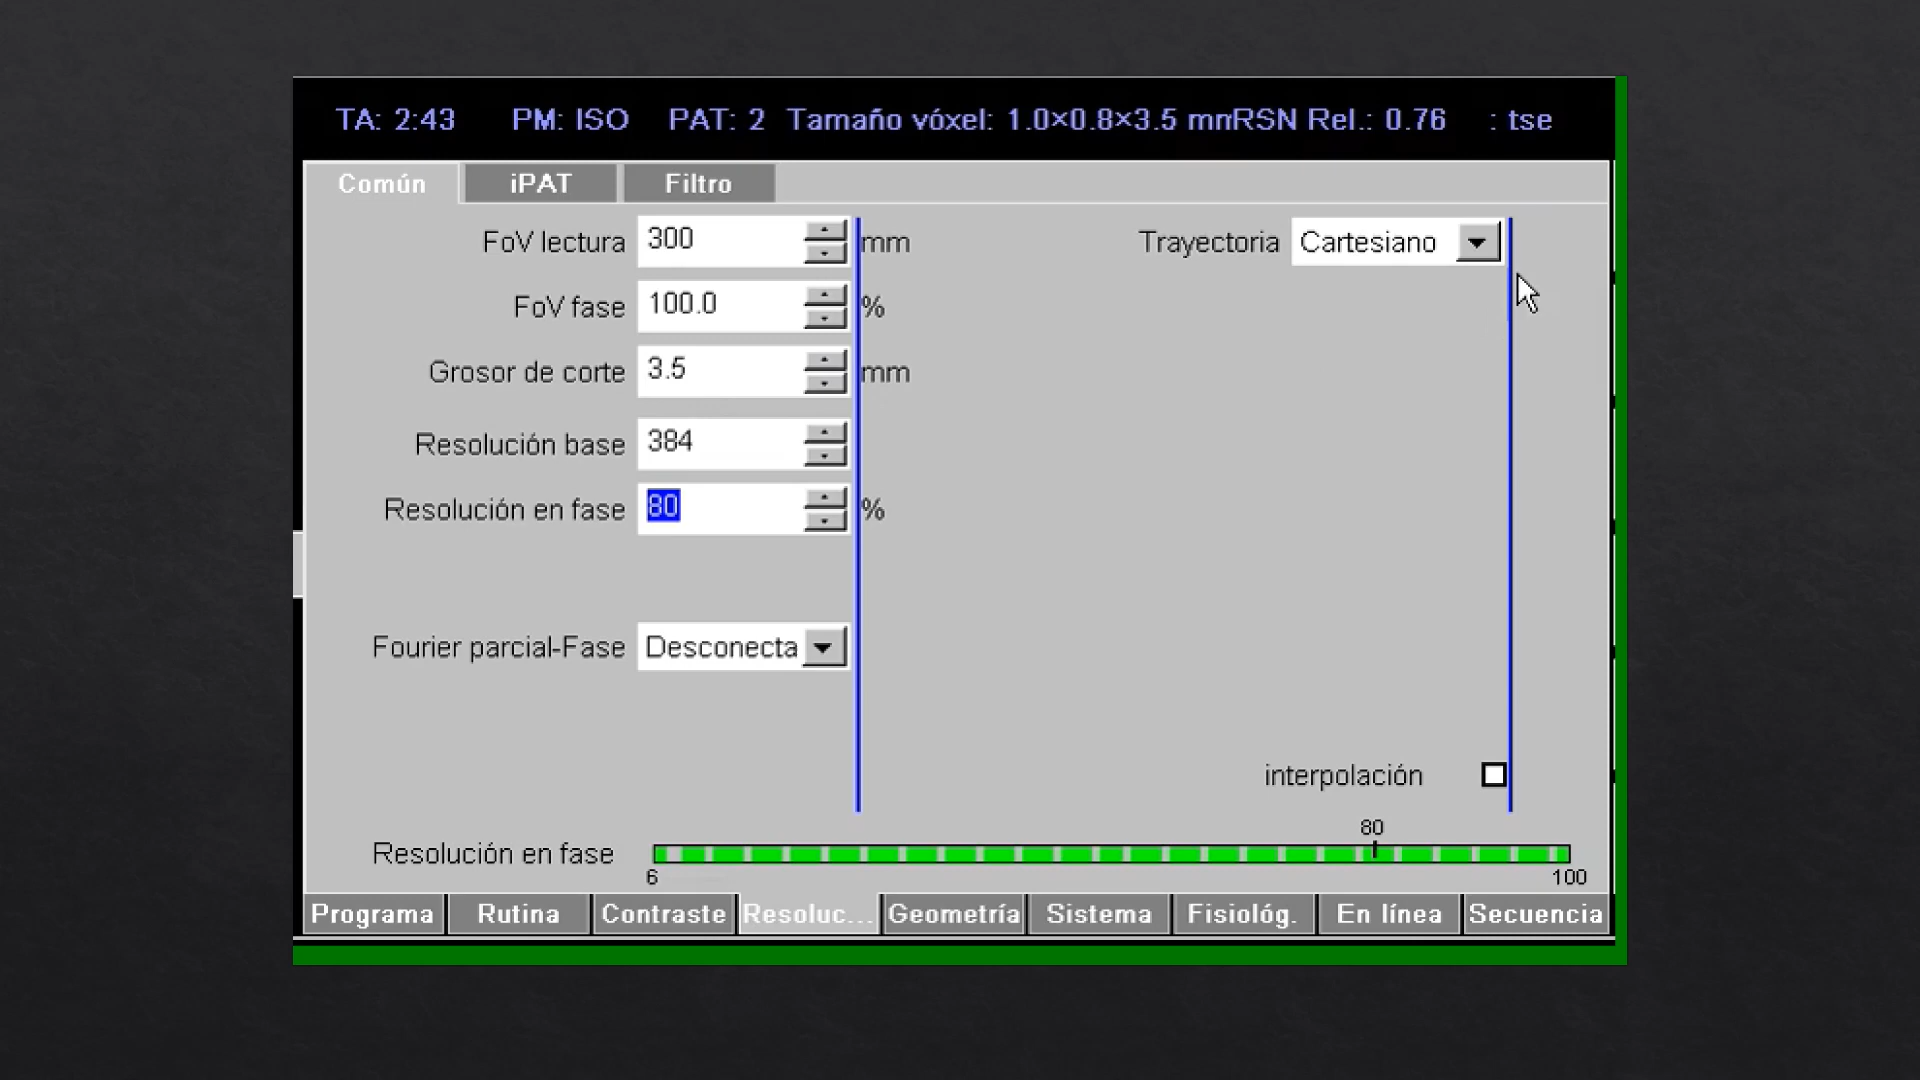 TA: 2:43 PM: ISO PAT: 2 Tamaño vóxel: 1.0×0.8×3.5 mmRSN Rel.: 0.76 : tse
Común iPAT Filtro
FoV lectura 300 mm Trayectoria Cartesiano
FoV fase 100.0 %
Grosor de corte 3.5 mm
Resolución base 384
Resolución en fase 80 %
Fourier parcial-Fase Desconecta
interpolación
80
Resolución en fase
6 100
Programa Rutina Contraste Resoluc... Geometría Sistema Fisiológ. En línea Secuencia